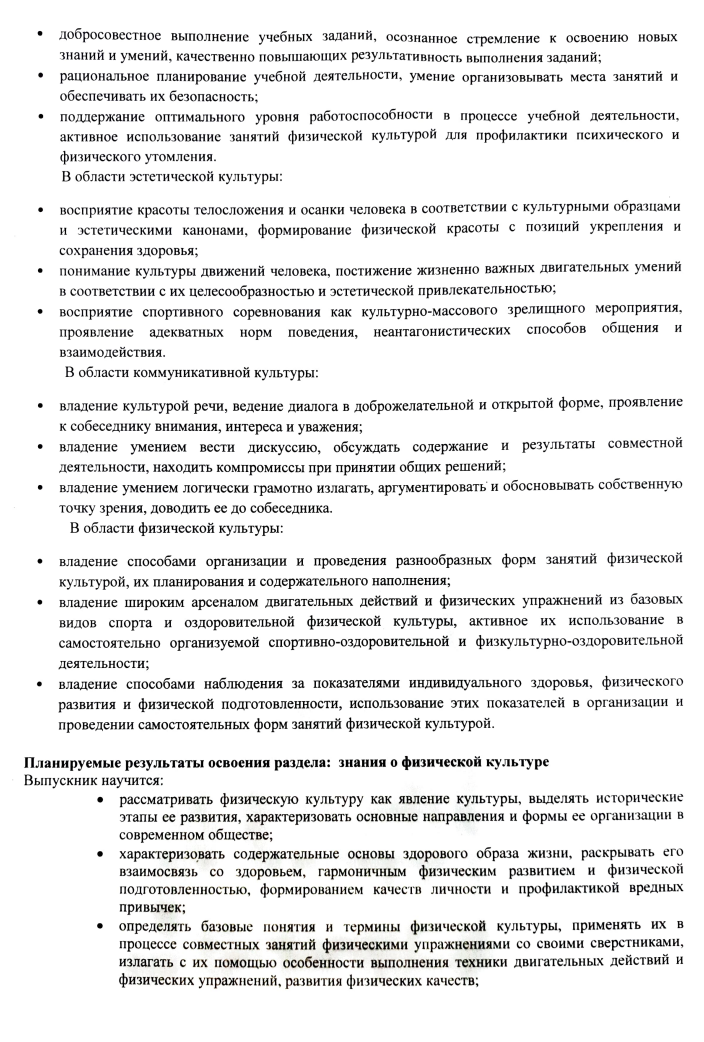 • добросовестное выполнение учебных заданий, осознанное стремление к освоению новых
знаний и умений, качественно повышающих результативность выполнения заданий;
• рациональное планирование учебной деятельности, умение организовывать места занятий и
обеспечивать их безопасность;
• поддержание оптимального уровня работоспособности в процессе учебной деятельности,
активное использование занятий физической культурой для профилактики психического и
физического утомления.
В области эстетической культуры:
• восприятие красоты телосложения и осанки человека в соответствии с культурными образцами
и эстетическими канонами, формирование физической красоты с позиций укрепления и
сохранения здоровья;
• понимание культуры движений человека, постижение жизненно важных двигательных умений
в соответствии с их целесообразностью и эстетической привлекательностью;
• восприятие спортивного соревнования как культурно-массового зрелищного мероприятия,
проявление адекватных норм поведения, неантагонистических способов общения и
взаимодействия.
В области коммуникативной культуры:
• владение культурой речи, ведение диалога в доброжелательной и открытой форме, проявление
к собеседнику внимания, интереса и уважения;
• владение умением вести дискуссию, обсуждать содержание и результаты совместной
деятельности, находить компромиссы при принятии общих решений;
• владение умением логически грамотно излагать, аргументировать и обосновывать собственную
точку зрения, доводить ее до собеседника.
В области физической культуры:
• владение способами организации и проведения разнообразных форм занятий физической
культурой, их планирования и содержательного наполнения;
• владение широким арсеналом двигательных действий и физических упражнений из базовых
видов спорта и оздоровительной физической культуры, активное их использование в
самостоятельно организуемой спортивно-оздоровительной и физкультурно-оздоровительной
деятельности;
• владение способами наблюдения за показателями индивидуального здоровья, физического
развития и физической подготовленности, использование этих показателей в организации и
проведении самостоятельных форм занятий физической культурой.
Планируемые результаты освоения раздела: знания о физической культуре
Выпускник научится:
• рассматривать физическую культуру как явление культуры, выделять исторические
этапы ее развития, характеризовать основные направления и формы ее организации в
современном обществе;
• характеризовать содержательные основы здорового образа жизни, раскрывать его
взаимосвязь со здоровьем, гармоничным физическим развитием и физической
подготовленностью, формированием качеств личности и профилактикой вредных
привычек;
• определять базовые понятия и термины физической культуры, применять их в
процессе совместных занятий физическими упражнениями со своими сверстниками,
излагать с их помощью особенности выполнения техники двигательных действий и
физических упражнений, развития физических качеств;